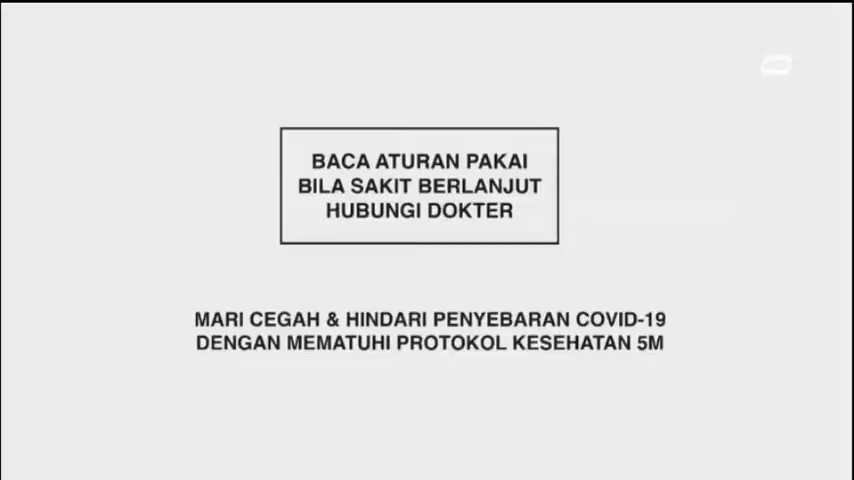 BACA ATURAN PAKAI
BILA SAKIT BERLANJUT
HUBUNGI DOKTER
MARI CEGAH & HINDARI PENYEBARAN COVID-19
DENGAN MEMATUHI PROTOKOL KESEHATAN 5M